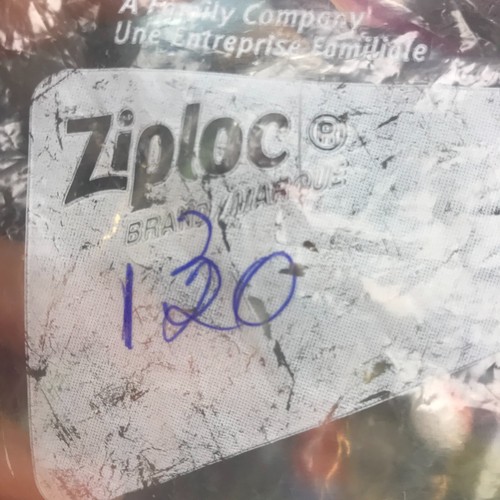 A Family Company
Une Entreprise Familiale
Ziploc®
BRAND/MARQUE
120